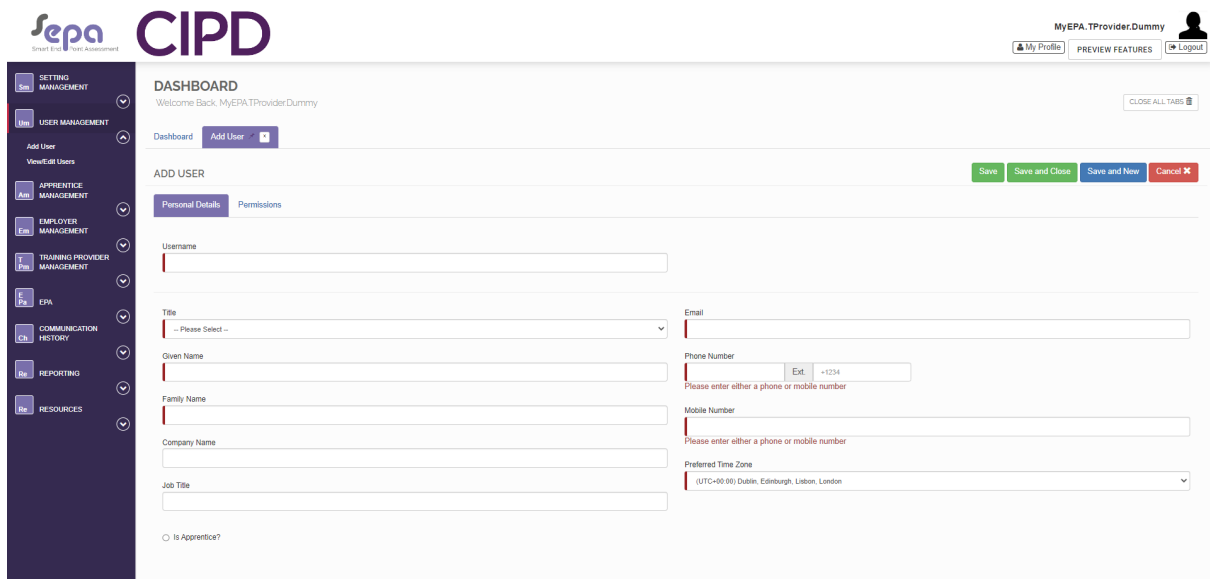 Sepa
Smart End Point Assessment
CIPD
MyEPA.TProvider.Dummy
My Profile
PREVIEW FEATURES
Logout
Sm SETTING MANAGEMENT
Um USER MANAGEMENT
Add User
View/Edit Users
Am APPRENTICE MANAGEMENT
Em EMPLOYER MANAGEMENT
T Pm TRAINING PROVIDER MANAGEMENT
E Pa EPA
Ch COMMUNICATION HISTORY
Re REPORTING
Re RESOURCES
DASHBOARD
Welcome Back, MyEPA.TProvider.Dummy
CLOSE ALL TABS
Dashboard
Add User
ADD USER
Save
Save and Close
Save and New
Cancel
Personal Details
Permissions
Username
Title
-- Please Select --
Given Name
Family Name
Company Name
Job Title
Is Apprentice?
Email
Phone Number
Ext. +1234
Please enter either a phone or mobile number
Mobile Number
Please enter either a phone or mobile number
Preferred Time Zone
(UTC+00:00) Dublin, Edinburgh, Lisbon, London